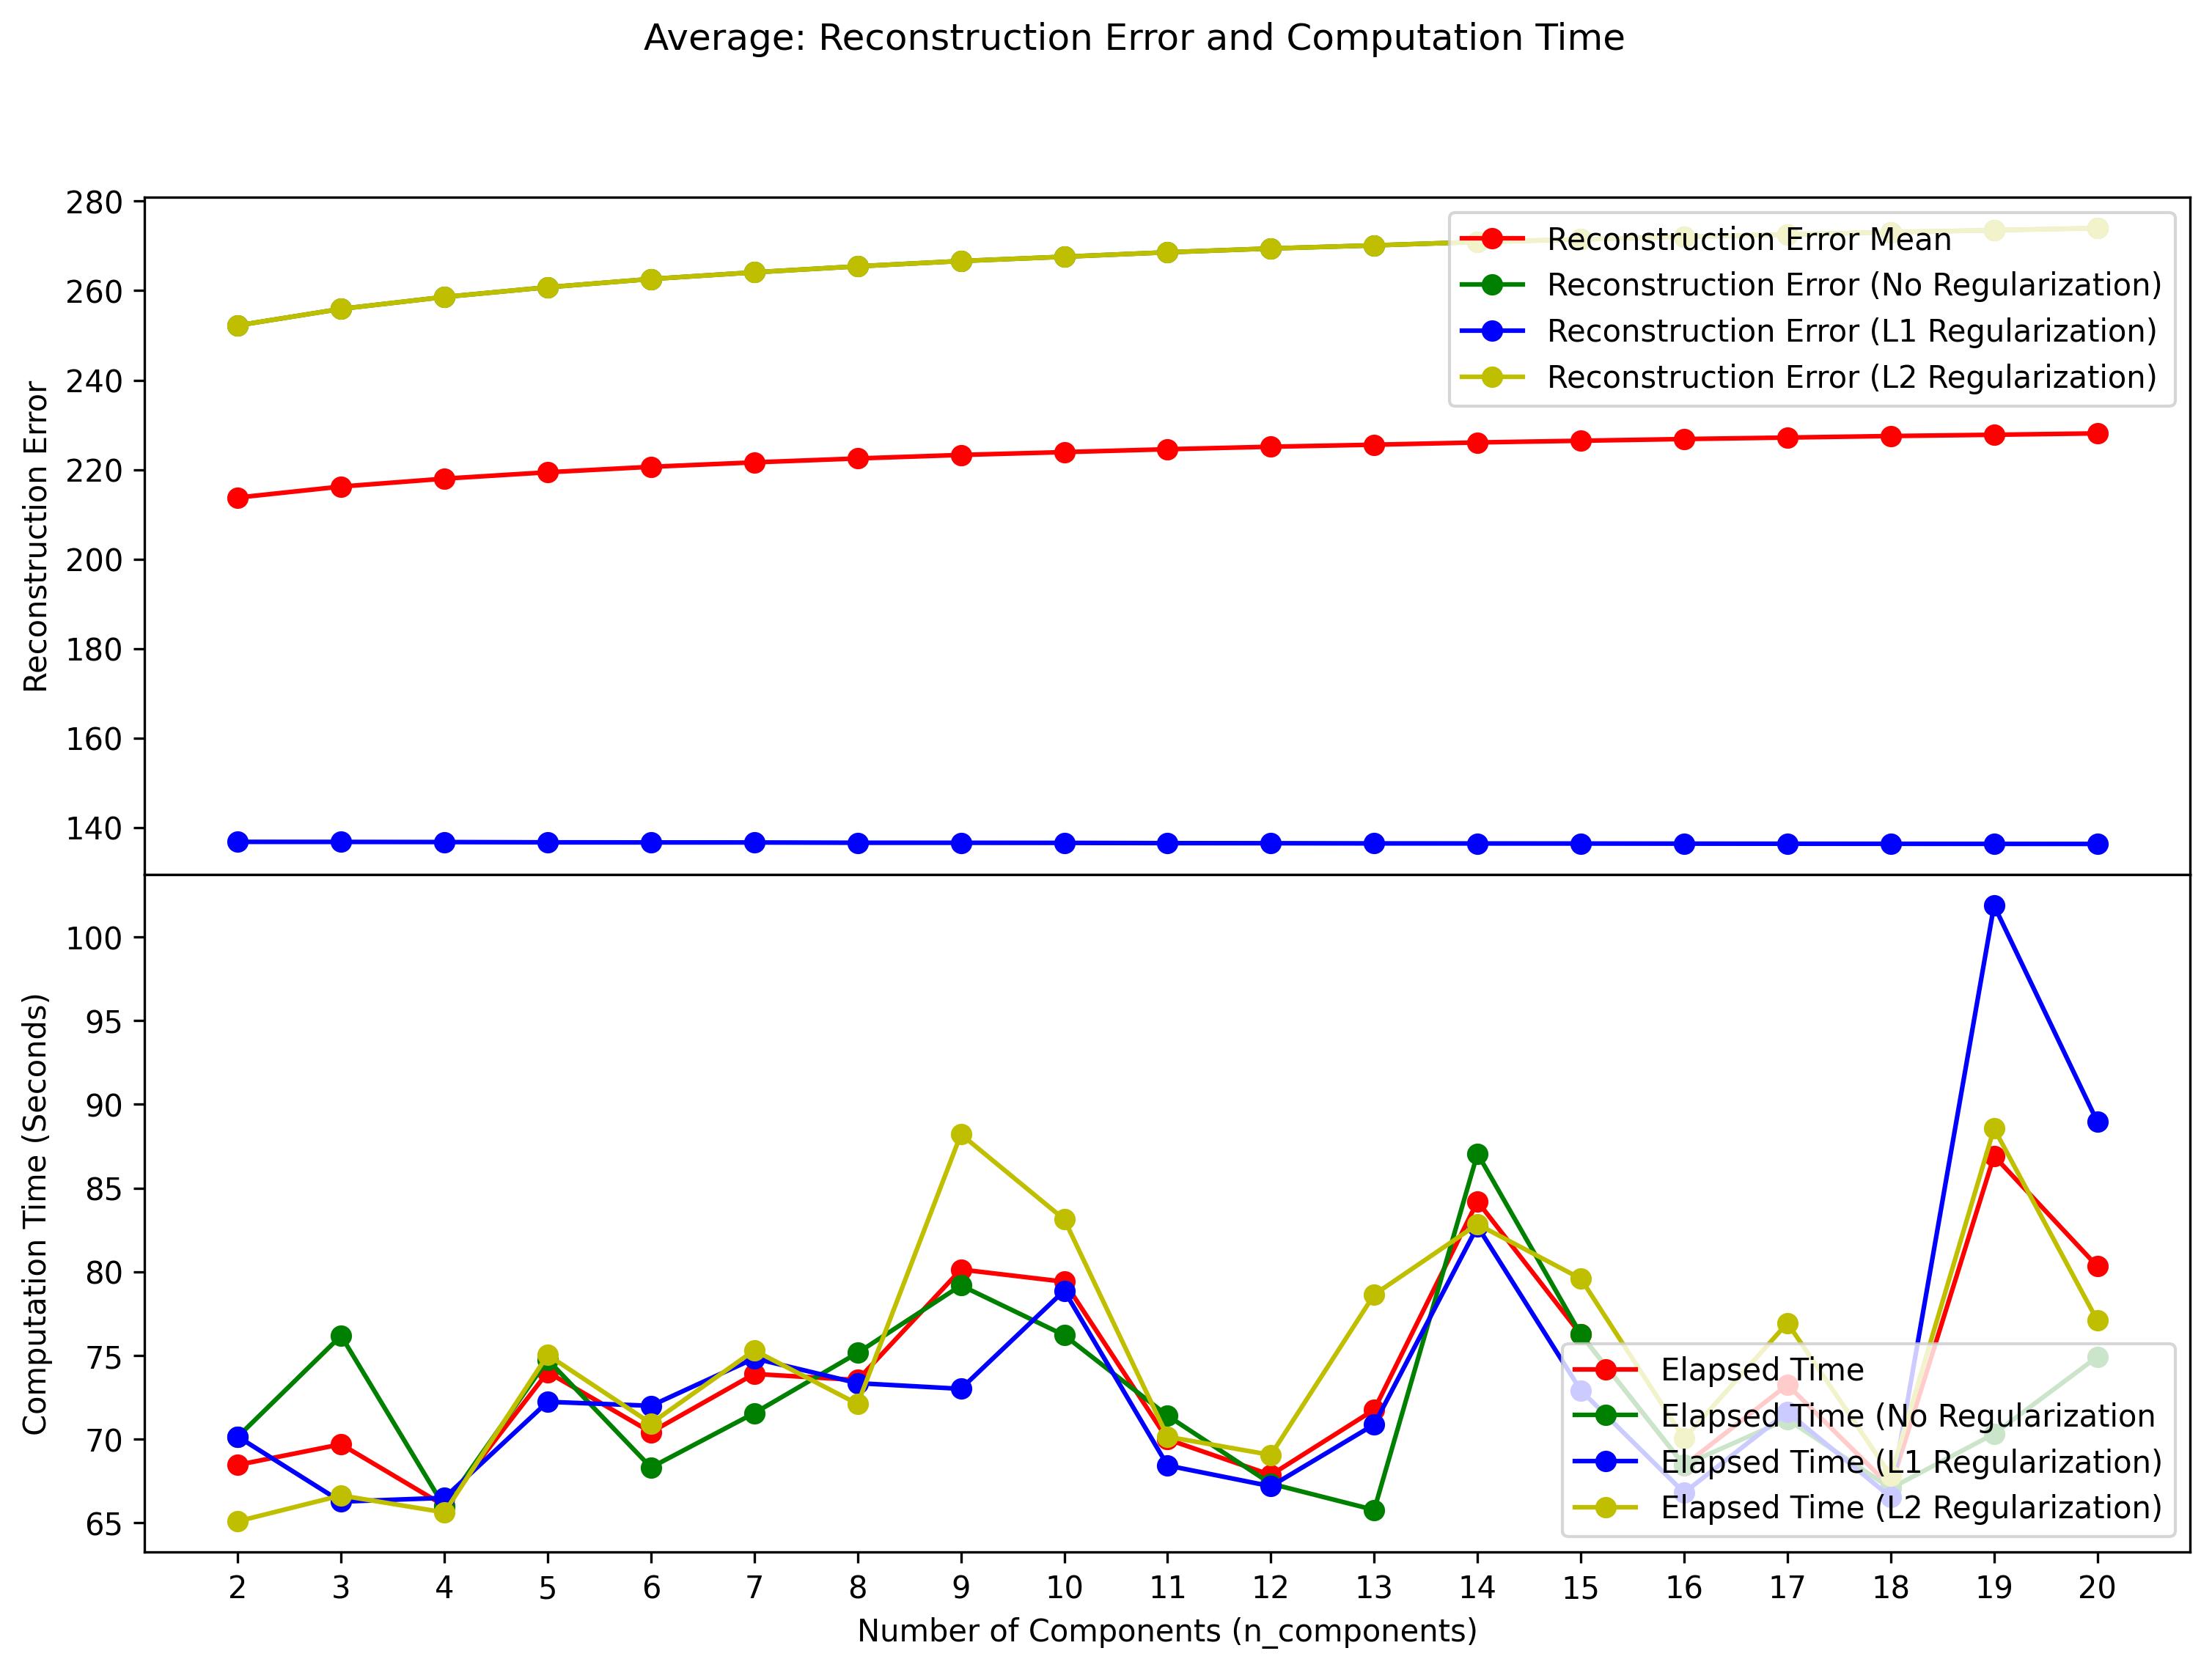 Average: Reconstruction Error and Computation Time
280
260
240
220
200
180
160
140
Reconstruction Error
Reconstruction Error Mean
Reconstruction Error (No Regularization)
Reconstruction Error (L1 Regularization)
Reconstruction Error (L2 Regularization)
100
95
90
85
80
75
70
65
Computation Time (Seconds)
Elapsed Time
Elapsed Time (No Regularization
Elapsed Time (L1 Regularization)
Elapsed Time (L2 Regularization)
2 3 4 5 6 7 8 9 10 11 12 13 14 15 16 17 18 19 20
Number of Components (n_components)